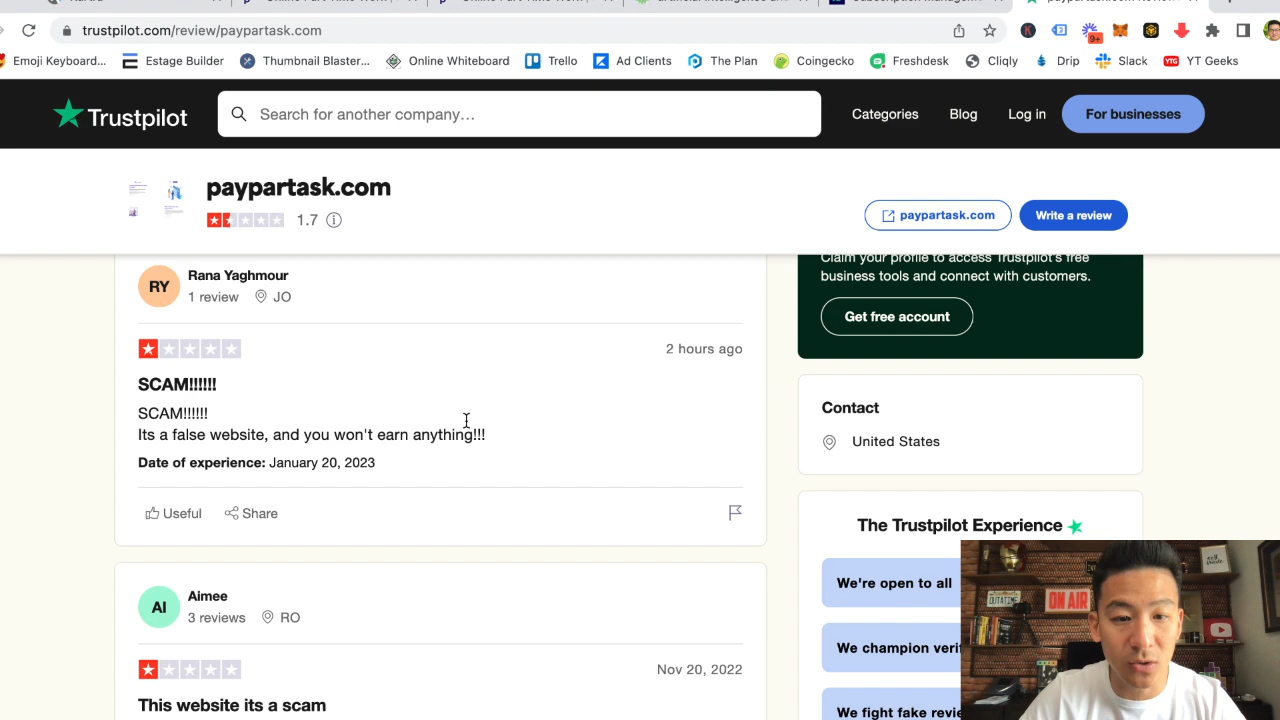 trustpilot.com/review/paypartask.com
9+
Emoji Keyboard...
Estage Builder
Thumbnail Blaster...
Online Whiteboard
Trello
Ad Clients
The Plan
Coingecko
Freshdesk
Cliqly
Drip
Slack
YTG
YT Geeks
Trustpilot
Search for another company...
Categories
Blog
Log in
For businesses
paypartask.com
1.7
paypartask.com
Write a review
RY
Rana Yaghmour
1 review
JO
2 hours ago
SCAM!!!!!!
SCAM!!!!!!
Its a false website, and you won't earn anything!!!
Date of experience: January 20, 2023
Useful
Share
AI
Aimee
3 reviews
RO
Nov 20, 2022
This website its a scam
Claim your profile to access Trustpilot's free
business tools and connect with customers.
Get free account
Contact
United States
The Trustpilot Experience
We're open to all
We champion verif
We fight fake revie
OUTATIME
ON AIR